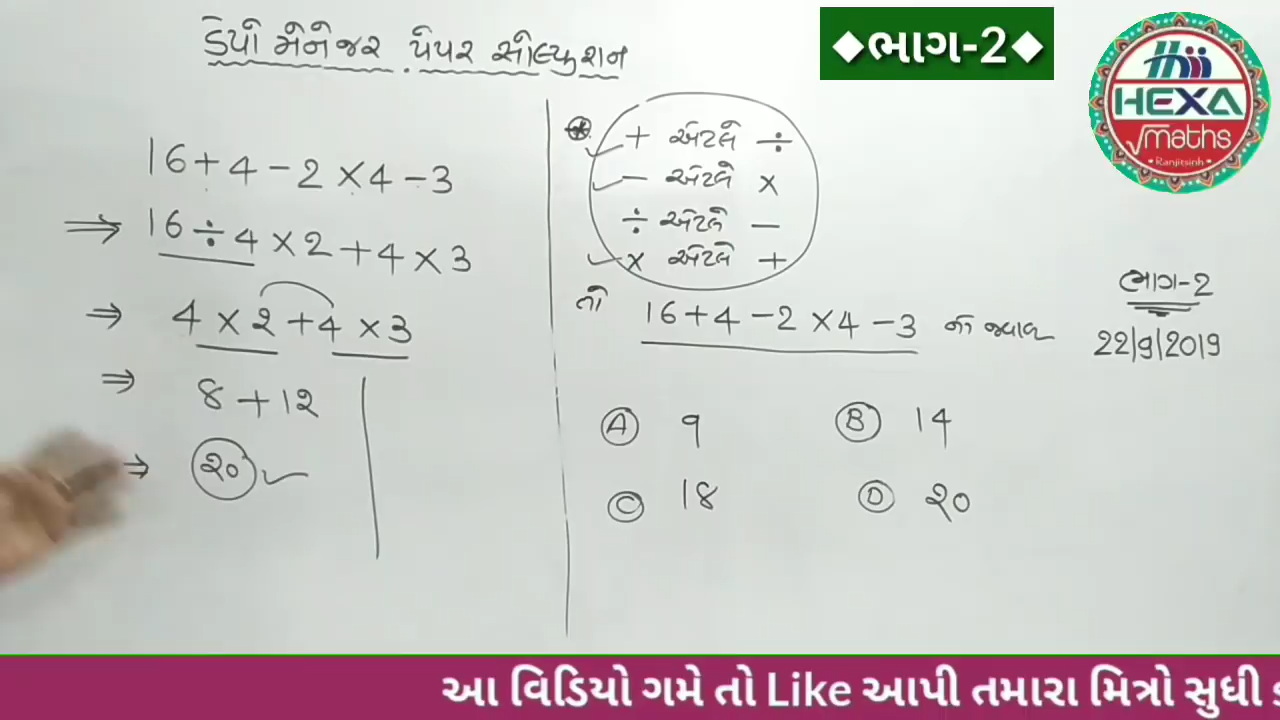 ડેપો મેનેજર પેપર સોલ્યુશન
◆ભાગ-2◆
HEXA
√maths
Ranjitsinh
16+4-2×4-3
⇒ 16÷4×2+4×3
⇒ 4×2+4×3
⇒ 8+12
⇒ ૨૦ ✓
* + એટલે ÷
- એટલે ×
÷ એટલે -
× એટલે +
તો 16+4-2×4-3 નો જવાબ
ભાગ-2
22/9/2019
Ⓐ 9 Ⓑ 14
Ⓒ 18 Ⓓ ૨૦
આ વિડિયો ગમે તો Like આપી તમારા મિત્રો સુધી